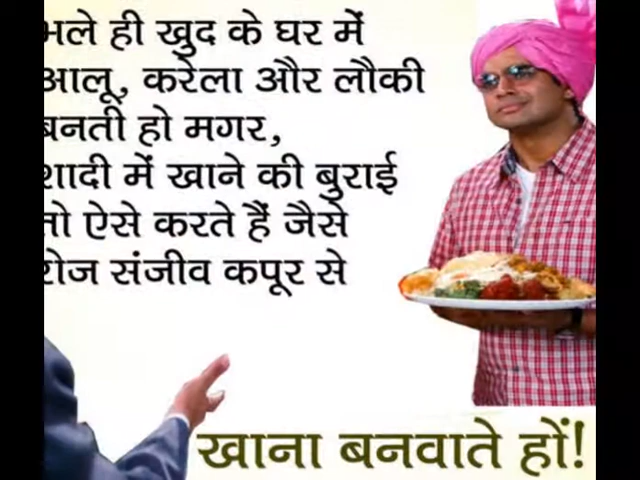 भले ही खुद के घर में
आलू, करेला और लौकी
बनती हो मगर,
शादी में खाने की बुराई
तो ऐसे करते हैं जैसे
रोज संजीव कपूर से
खाना बनवाते हों!